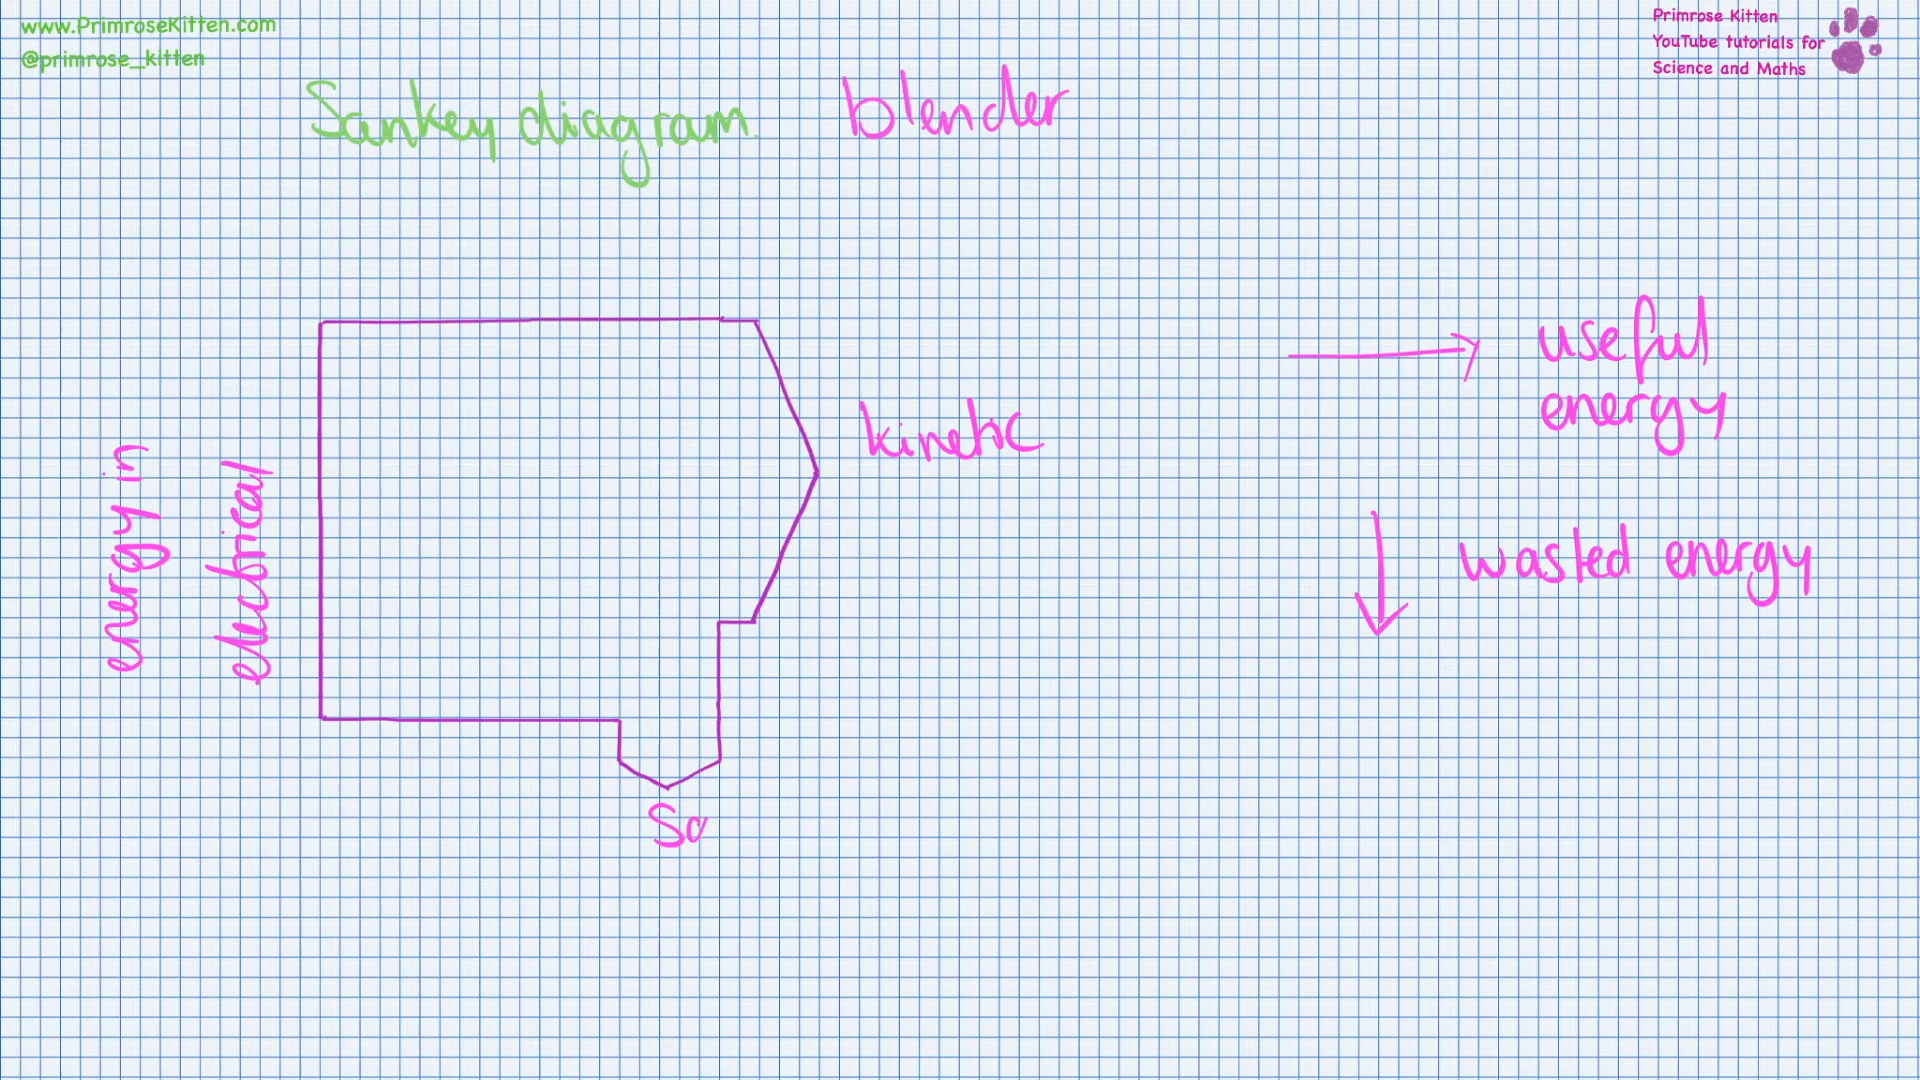 www.PrimroseKitten.com
@primrose_kitten
Primrose Kitten
YouTube tutorials for
Science and Maths
Sankey diagram. blender
energy in
electrical
kinetic
useful
energy
wasted energy
So